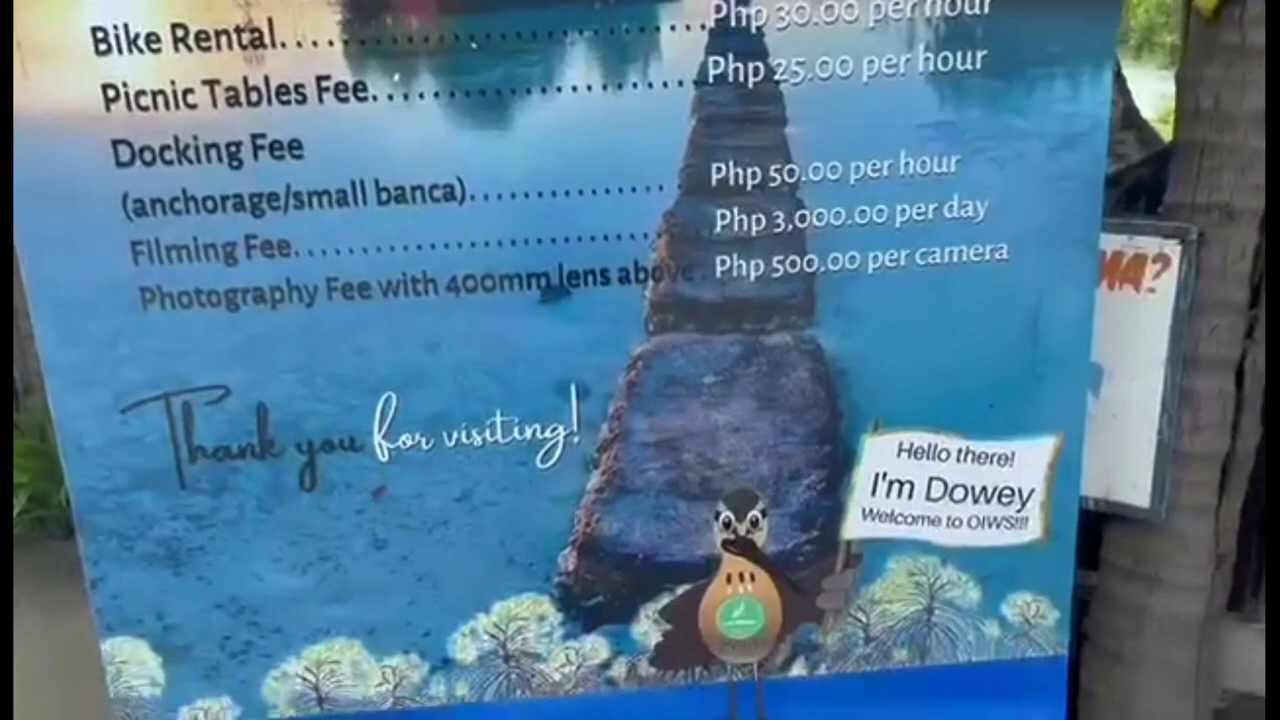 Bike Rental.................................................Php 30.00 per hour
Picnic Tables Fee.......................................Php 25.00 per hour
Docking Fee
(anchorage/small banca)......................Php 50.00 per hour
Filming Fee.........................................Php 3,000.00 per day
Photography Fee with 400mm lens above . Php 500.00 per camera
Thank you for visiting!
Hello there!
I'm Dowey
Welcome to OIWS!!!